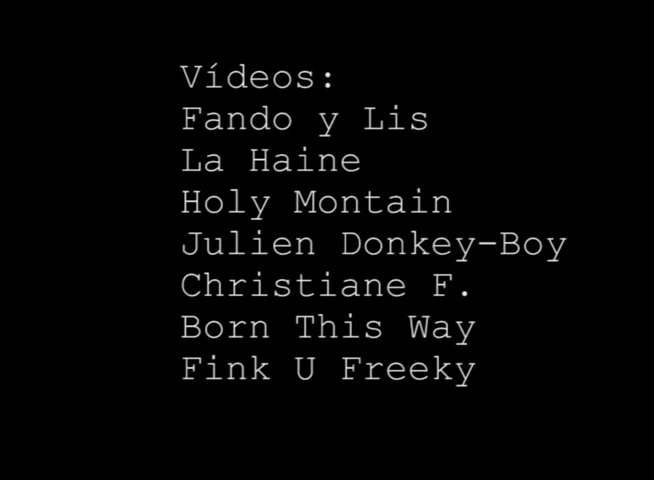 Vídeos:
Fando y Lis
La Haine
Holy Montain
Julien Donkey-Boy
Christiane F.
Born This Way
Fink U Freeky